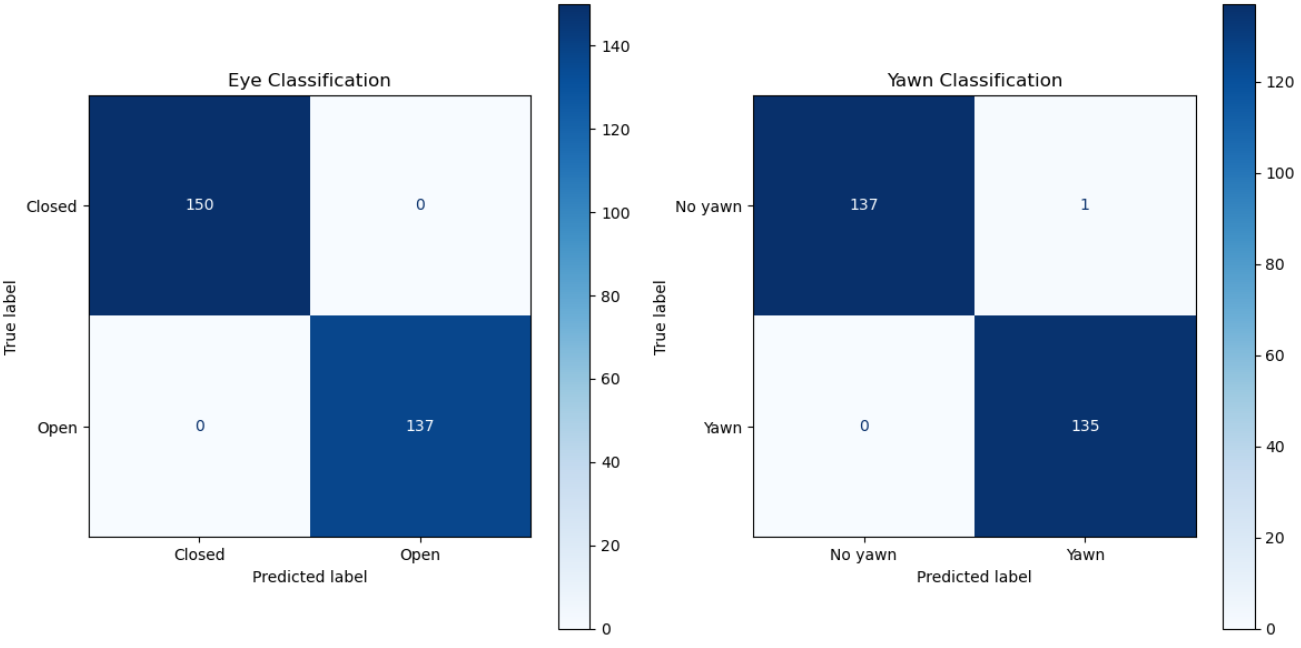 Eye Classification
Closed
Open
150
0
0
137
Closed
Open
Predicted label
True label
140
120
100
80
60
40
20
0
Yawn Classification
No yawn
Yawn
137
1
0
135
No yawn
Yawn
Predicted label
True label
120
100
80
60
40
20
0